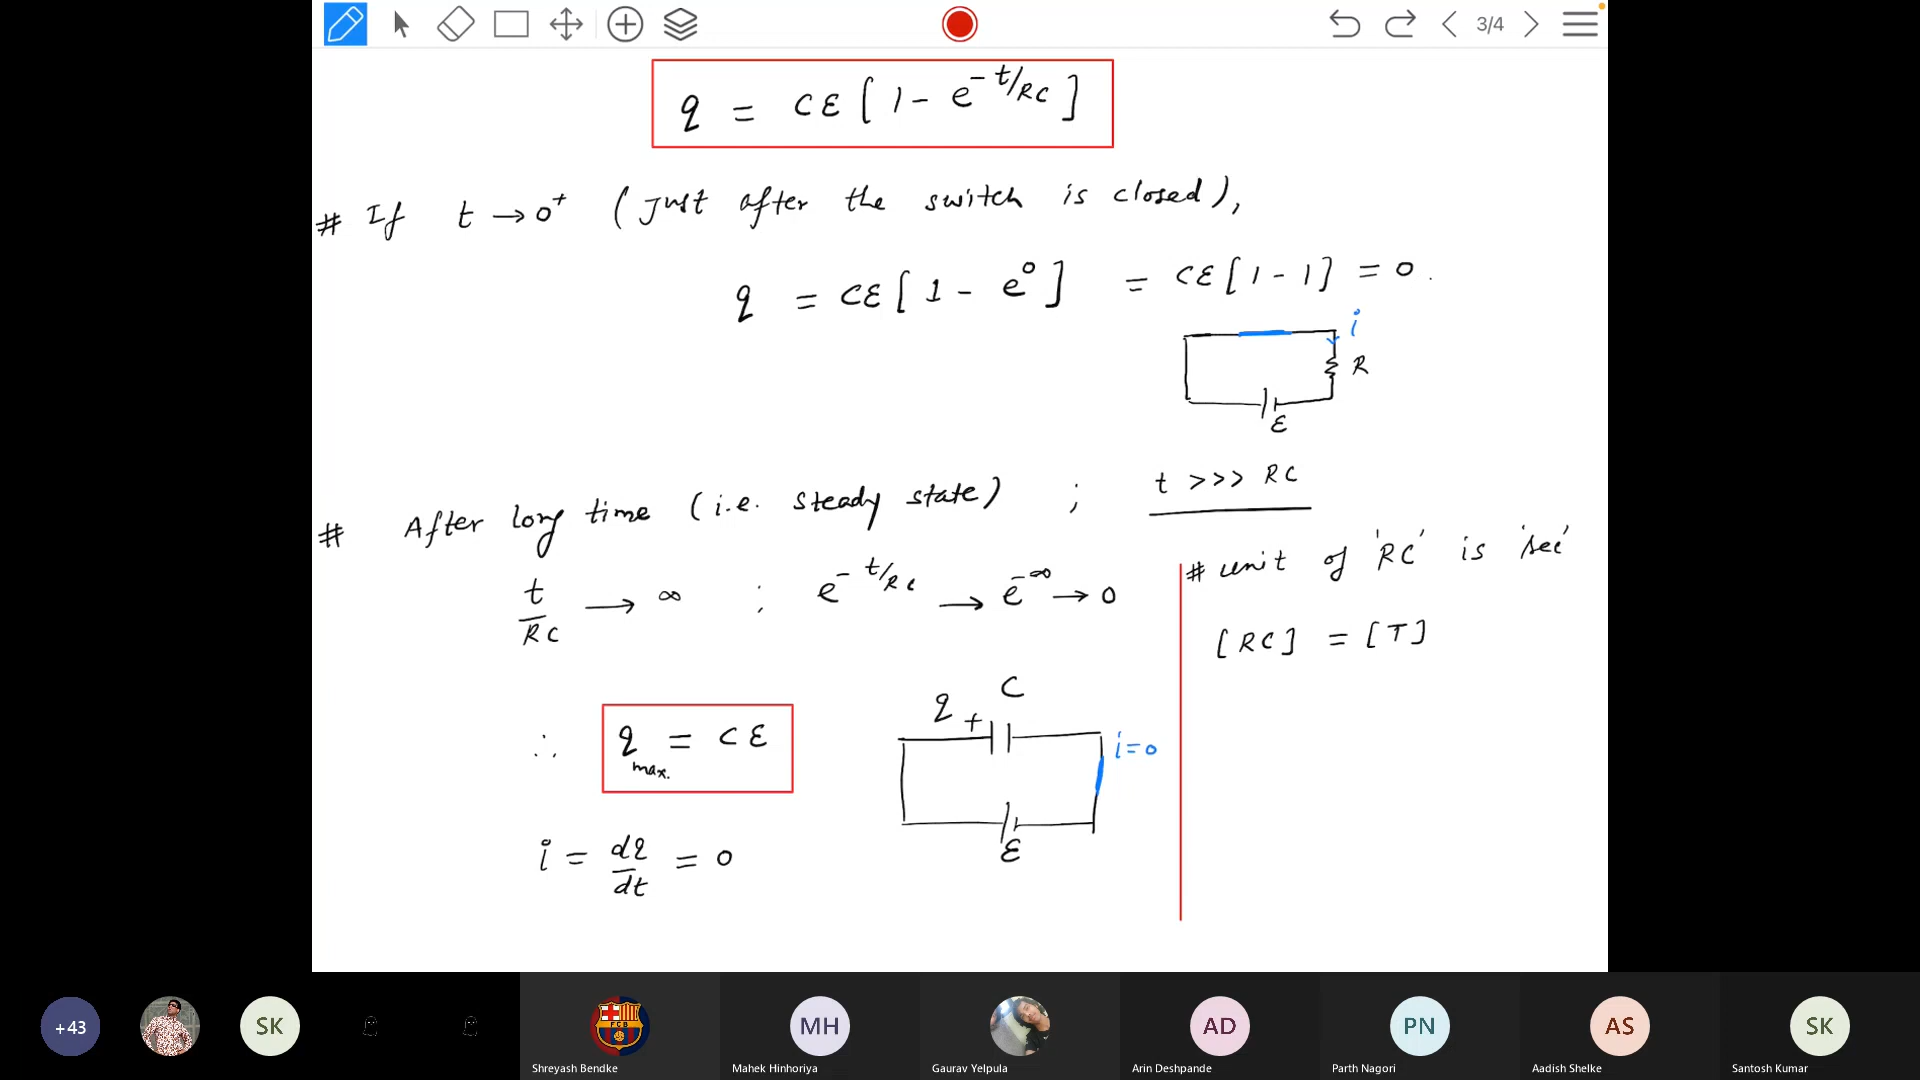 3/4
q = Cε [ 1 - e^{-t/RC} ]
# If t → 0⁺ (Just after the switch is closed),
q = Cε [ 1 - e⁰ ] = Cε [ 1 - 1 ] = 0.
i
R
ε
# After long time (i.e. steady state) ; t >>> RC
# unit of 'RC' is 'sec'
t/RC → ∞ ; e^{-t/RC} → e^{-∞} → 0
[RC] = [T]
q C
+
i=0
∴ q_{max.} = Cε
ε
i = dq/dt = 0
+43
SK
Shreyash Bendke
MH
Mahek Hinhoriya
Gaurav Yelpula
AD
Arin Deshpande
PN
Parth Nagori
AS
Aadish Shelke
SK
Santosh Kumar